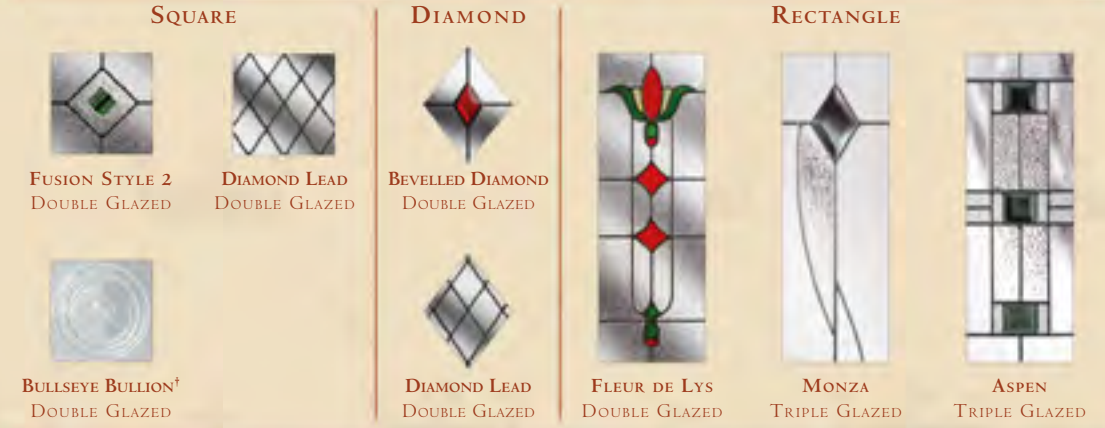 SQUARE
FUSION STYLE 2
DOUBLE GLAZED
DIAMOND LEAD
DOUBLE GLAZED
BULLSEYE BULLION†
DOUBLE GLAZED
DIAMOND
BEVELLED DIAMOND
DOUBLE GLAZED
DIAMOND LEAD
DOUBLE GLAZED
RECTANGLE
FLEUR DE LYS
DOUBLE GLAZED
MONZA
TRIPLE GLAZED
ASPEN
TRIPLE GLAZED